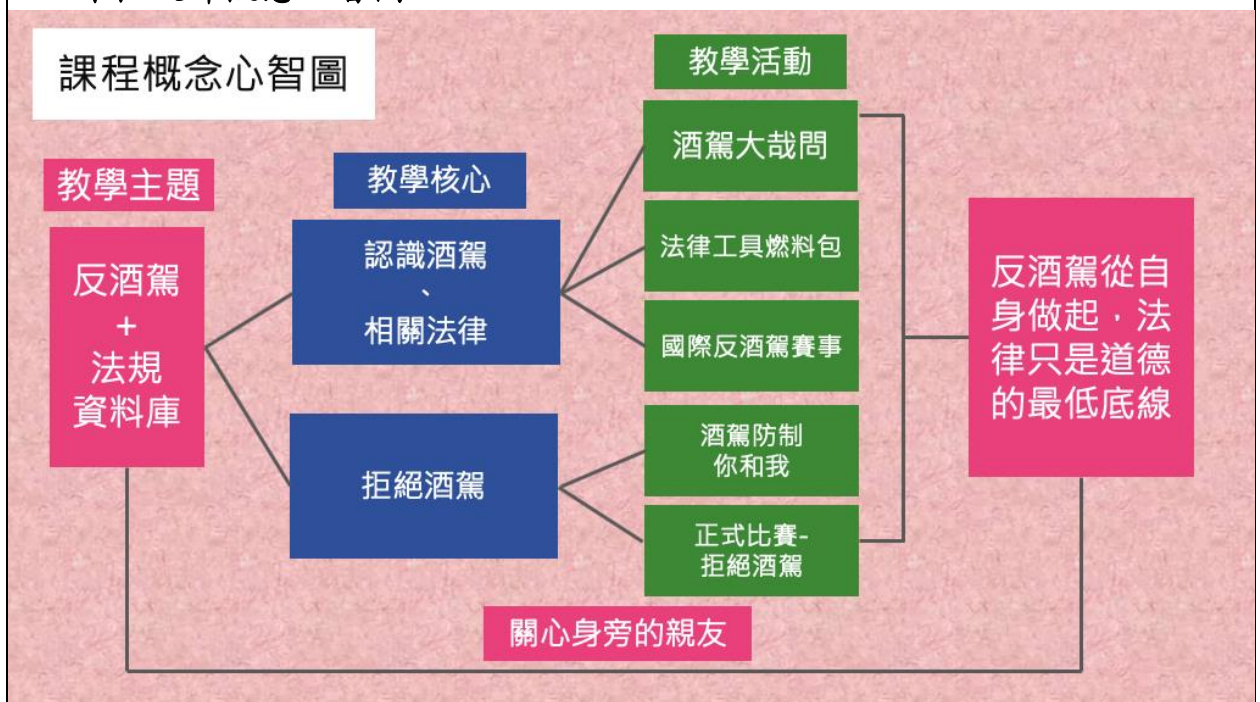 課程概念心智圖
教學主題
反酒駕
+
法規
資料庫
教學核心
認識酒駕
、
相關法律
拒絕酒駕
教學活動
酒駕大哉問
法律工具燃料包
國際反酒駕賽事
酒駕防制
你和我
正式比賽-
拒絕酒駕
反酒駕從自
身做起，法
律只是道德
的最低底線
關心身旁的親友